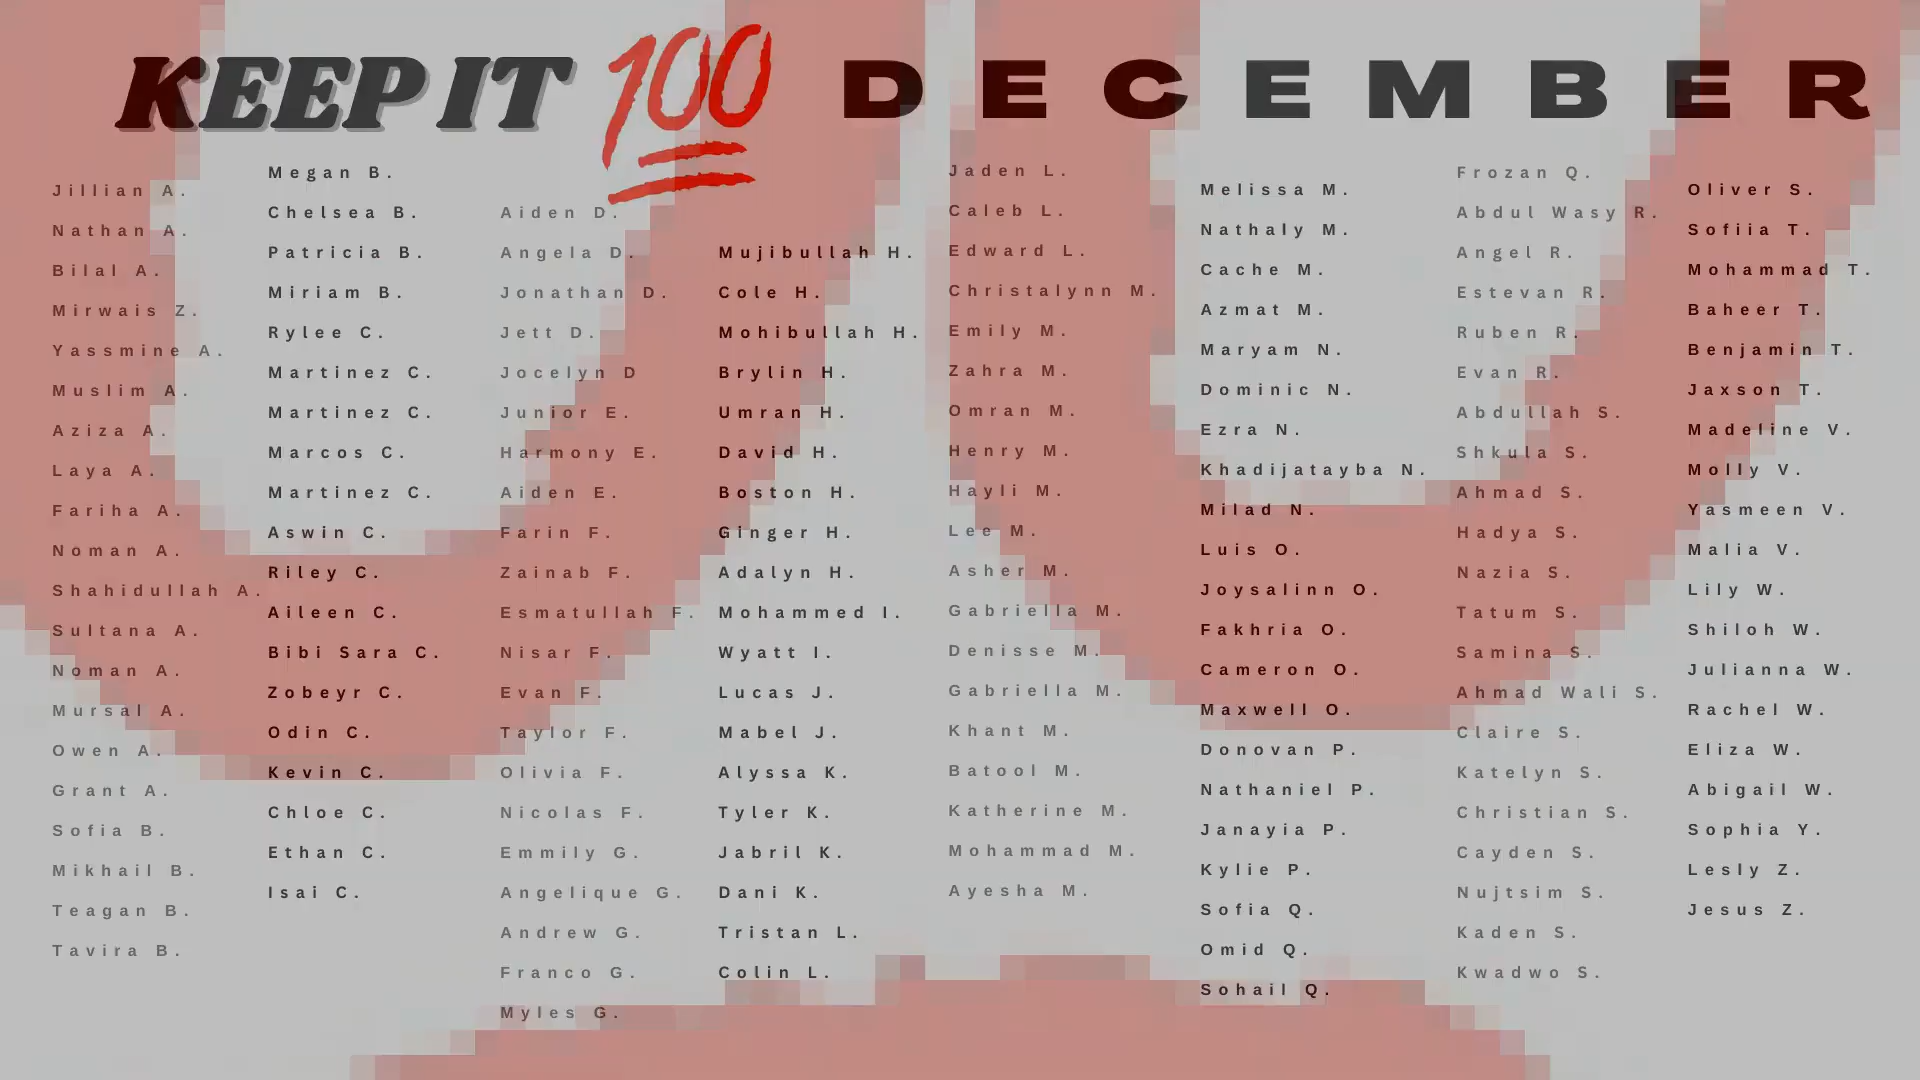 KEEP IT 100 DECEMBER
Jillian A.
Nathan A.
Bilal A.
Mirwais Z.
Yassmine A.
Muslim A.
Aziza A.
Laya A.
Fariha A.
Noman A.
Shahidullah A.
Sultana A.
Noman A.
Mursal A.
Owen A.
Grant A.
Sofia B.
Mikhail B.
Teagan B.
Tavira B.
Megan B.
Chelsea B.
Patricia B.
Miriam B.
Rylee C.
Martinez C.
Martinez C.
Marcos C.
Martinez C.
Aswin C.
Riley C.
Aileen C.
Bibi Sara C.
Zobeyr C.
Odin C.
Kevin C.
Chloe C.
Ethan C.
Isai C.
Aiden D.
Angela D.
Jonathan D.
Jett D.
Jocelyn D
Junior E.
Harmony E.
Aiden E.
Farin F.
Zainab F.
Esmatullah F.
Nisar F.
Evan F.
Taylor F.
Olivia F.
Nicolas F.
Emmily G.
Angelique G.
Andrew G.
Franco G.
Myles G.
Mujibullah H.
Cole H.
Mohibullah H.
Brylin H.
Umran H.
David H.
Boston H.
Ginger H.
Adalyn H.
Mohammed I.
Wyatt I.
Lucas J.
Mabel J.
Alyssa K.
Tyler K.
Jabril K.
Dani K.
Tristan L.
Colin L.
Jaden L.
Caleb L.
Edward L.
Christalynn M.
Emily M.
Zahra M.
Omran M.
Henry M.
Hayli M.
Lee M.
Asher M.
Gabriella M.
Denisse M.
Gabriella M.
Khant M.
Batool M.
Katherine M.
Mohammad M.
Ayesha M.
Melissa M.
Nathaly M.
Cache M.
Azmat M.
Maryam N.
Dominic N.
Ezra N.
Khadijatayba N.
Milad N.
Luis O.
Joysalinn O.
Fakhria O.
Cameron O.
Maxwell O.
Donovan P.
Nathaniel P.
Janayia P.
Kylie P.
Sofia Q.
Omid Q.
Sohail Q.
Frozan Q.
Abdul Wasy R.
Angel R.
Estevan R.
Ruben R.
Evan R.
Abdullah S.
Shkula S.
Ahmad S.
Hadya S.
Nazia S.
Tatum S.
Samina S.
Ahmad Wali S.
Claire S.
Katelyn S.
Christian S.
Cayden S.
Nujtsim S.
Kaden S.
Kwadwo S.
Oliver S.
Sofiia T.
Mohammad T.
Baheer T.
Benjamin T.
Jaxson T.
Madeline V.
Molly V.
Yasmeen V.
Malia V.
Lily W.
Shiloh W.
Julianna W.
Rachel W.
Eliza W.
Abigail W.
Sophia Y.
Lesly Z.
Jesus Z.